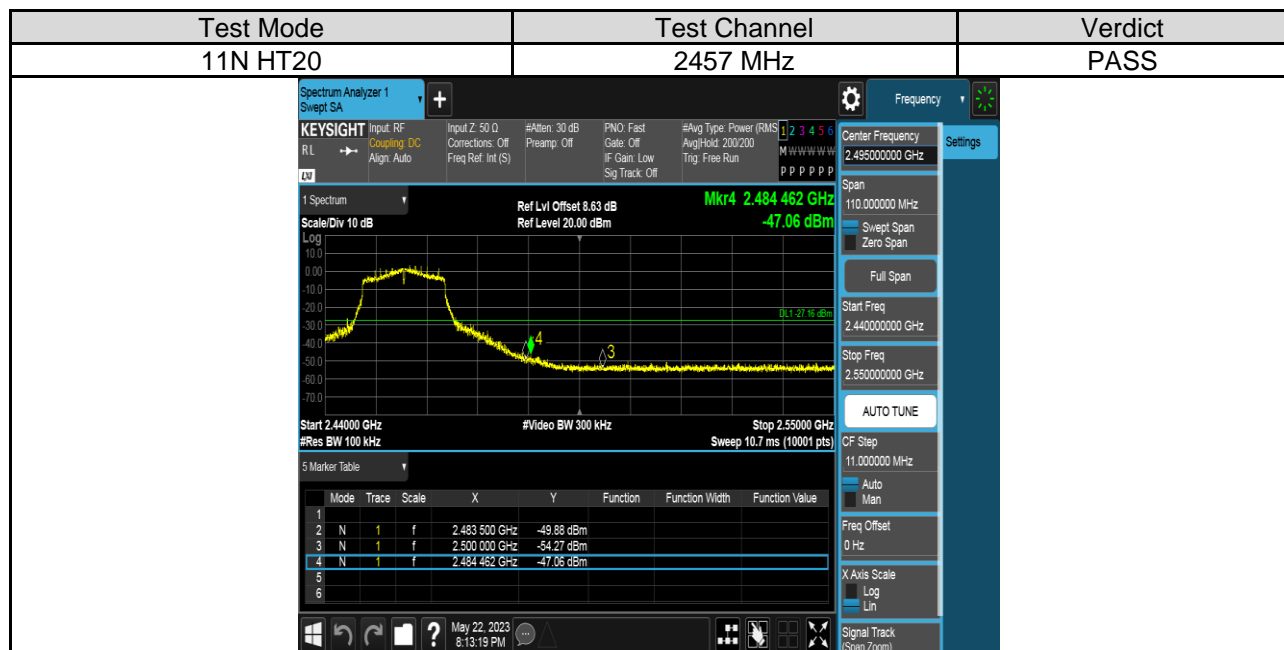 Test Mode Test Channel Verdict
11N HT20 2457 MHz PASS
Spectrum Analyzer 1
Swept SA
+
Frequency
KEYSIGHT Input: RF Input Z: 50 Ω #Atten: 30 dB PNO: Fast #Avg Type: Power (RMS 1 2 3 4 5 6
RL Coupling: DC Corrections: Off Preamp: Off Gate: Off Avg|Hold: 200/200 M W W W W W
Align: Auto Freq Ref: Int (S) IF Gain: Low Trig: Free Run
LXI Sig Track: Off P P P P P P
1 Spectrum
Scale/Div 10 dB
Ref Lvl Offset 8.63 dB
Ref Level 20.00 dBm
Mkr4 2.484 462 GHz
-47.06 dBm
Log
10.0
0.00
-10.0
-20.0
DL1 -27.16 dBm
-30.0
-40.0
4
3
-50.0
-60.0
-70.0
Start 2.44000 GHz #Video BW 300 kHz Stop 2.55000 GHz
#Res BW 100 kHz Sweep 10.7 ms (10001 pts)
5 Marker Table
Mode Trace Scale X Y Function Function Width Function Value
1
2 N 1 f 2.483 500 GHz -49.88 dBm
3 N 1 f 2.500 000 GHz -54.27 dBm
4 N 1 f 2.484 462 GHz -47.06 dBm
5
6
Center Frequency
2.495000000 GHz
Settings
Span
110.000000 MHz
Swept Span
Zero Span
Full Span
Start Freq
2.440000000 GHz
Stop Freq
2.550000000 GHz
AUTO TUNE
CF Step
11.000000 MHz
Auto
Man
Freq Offset
0 Hz
X Axis Scale
Log
Lin
Signal Track
(Span Zoom)
?
May 22, 2023
8:13:19 PM